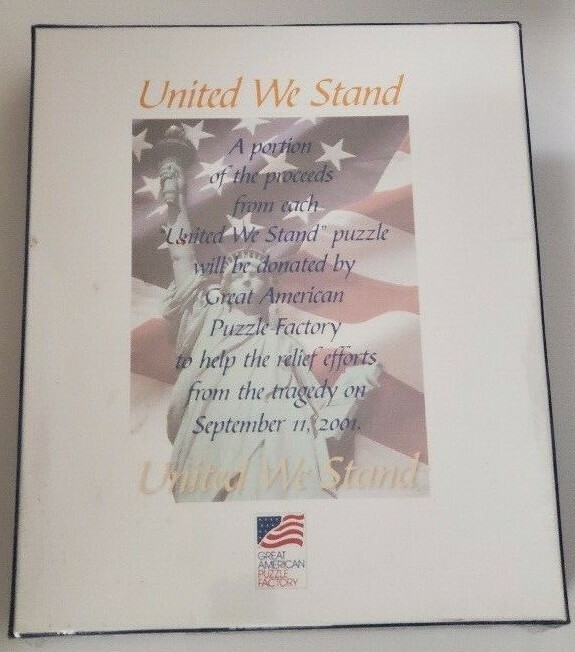 United We Stand
A portion
of the proceeds
from each
"United We Stand" puzzle
will be donated by
Great American
Puzzle Factory
to help the relief efforts
from the tragedy on
September 11, 2001.
United We Stand
GREAT
AMERICAN
PUZZLE
FACTORY